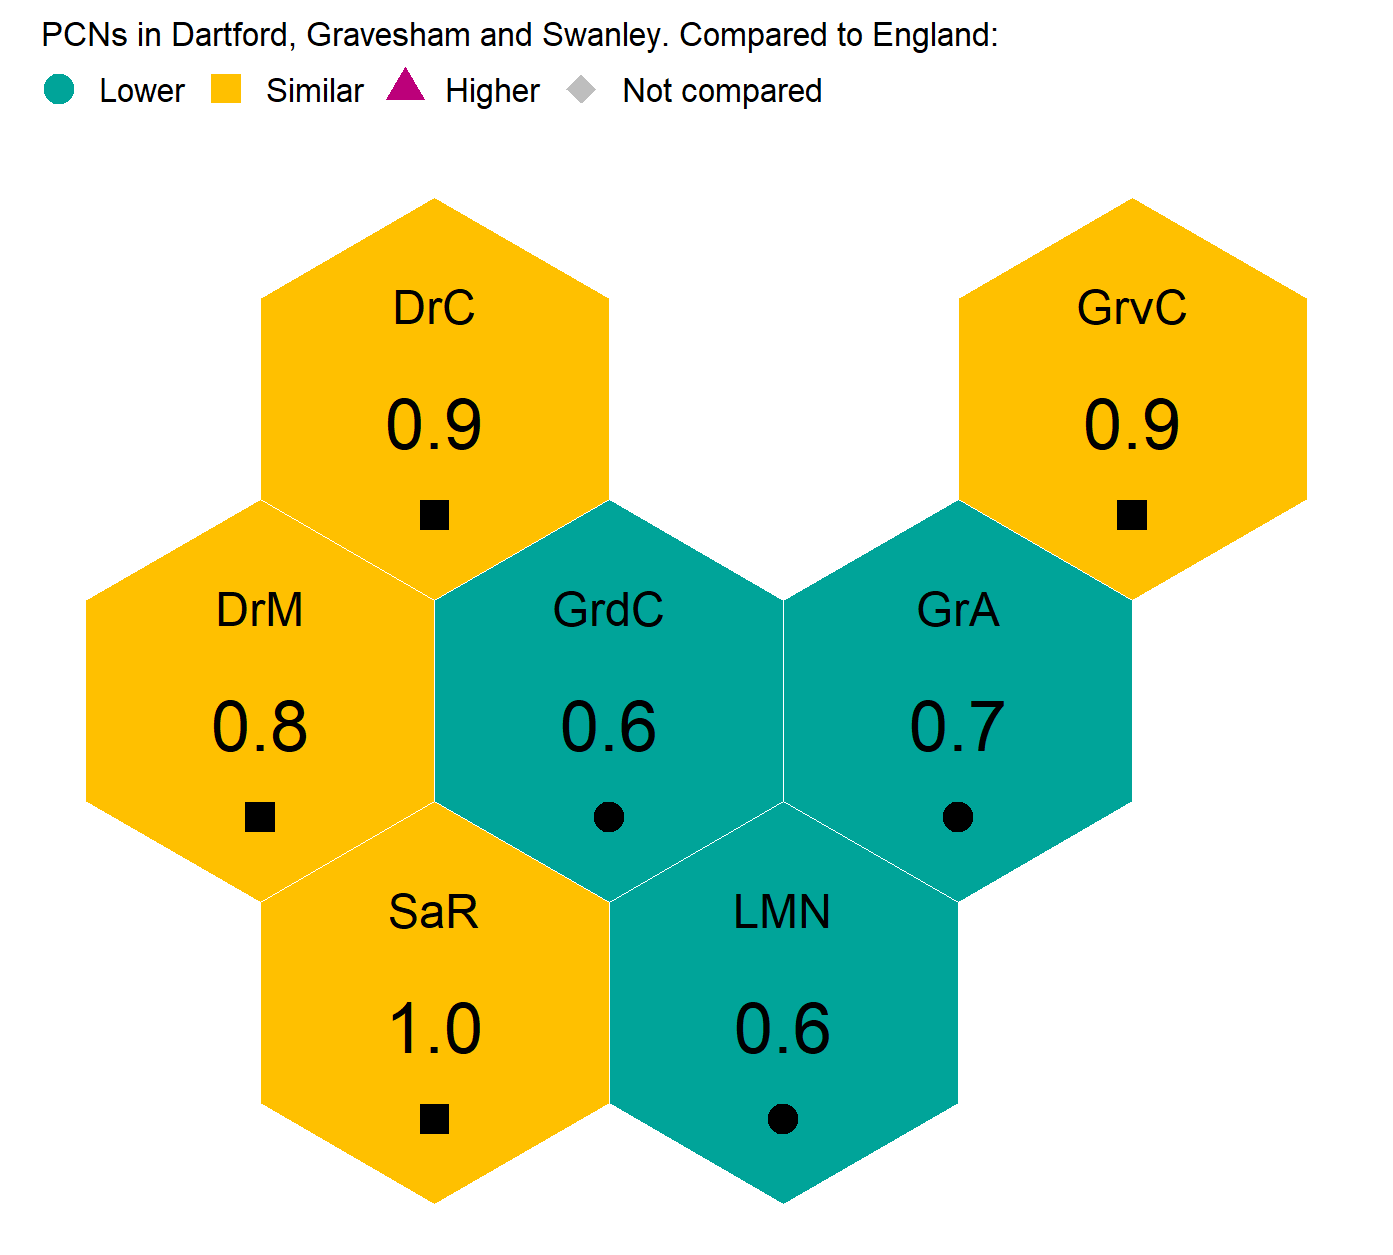 PCNs in Dartford, Gravesham and Swanley. Compared to England:
Lower Similar Higher Not compared
DrC GrvC
0.9 0.9
DrM GrdC GrA
0.8 0.6 0.7
SaR LMN
1.0 0.6